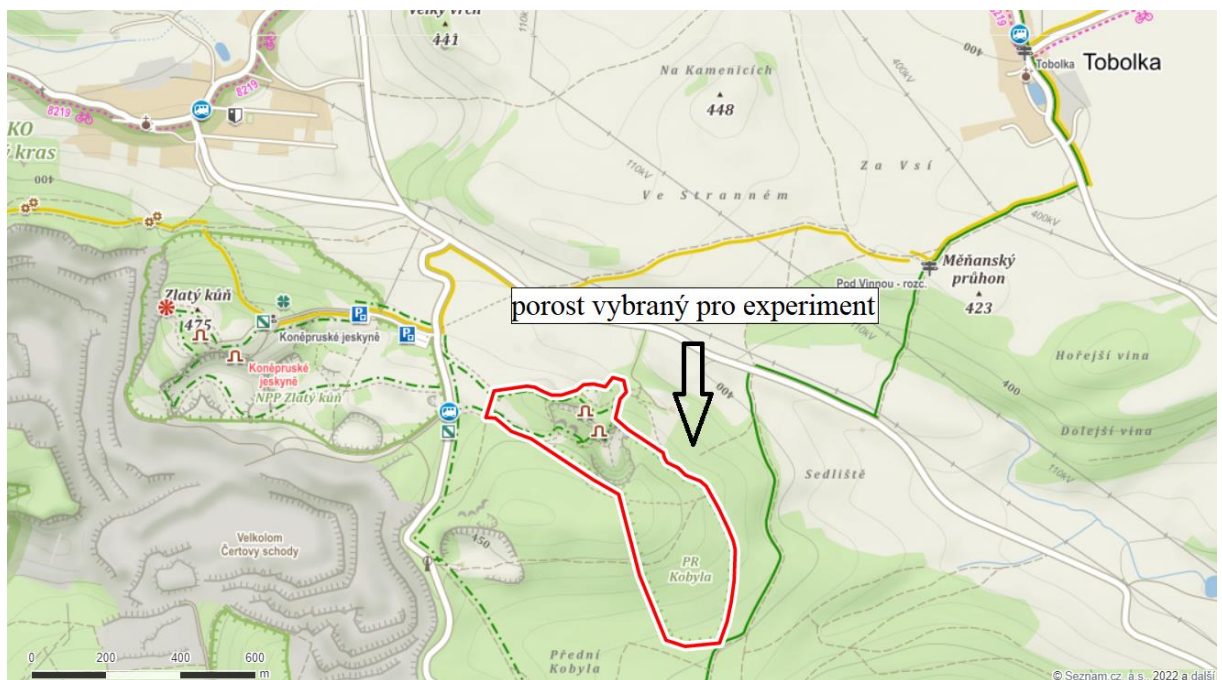 Velký vrch
441
110kV
8219
8219
400
Tobolka
Tobolka
Na Kamenicích
448
KO
ý kras
400
110kV
Za Vsí
Ve Stranném
400kV
Měňanský
průhon
423
Pod Vinnou - rozc.
porost vybraný pro experiment
Zlatý kůň
475
P
P
Koněpruské jeskyně
Koněpruské
jeskyně
NPP Zlatý kůň
110kV
Hořejší vina
400
400
Dolejší vina
110kV
Sedliště
Velkolom
Čertovy schody
450
PR
Kobyla
Přední
Kobyla
0 200 400 600
m
© Seznam.cz, a.s., 2022 a další